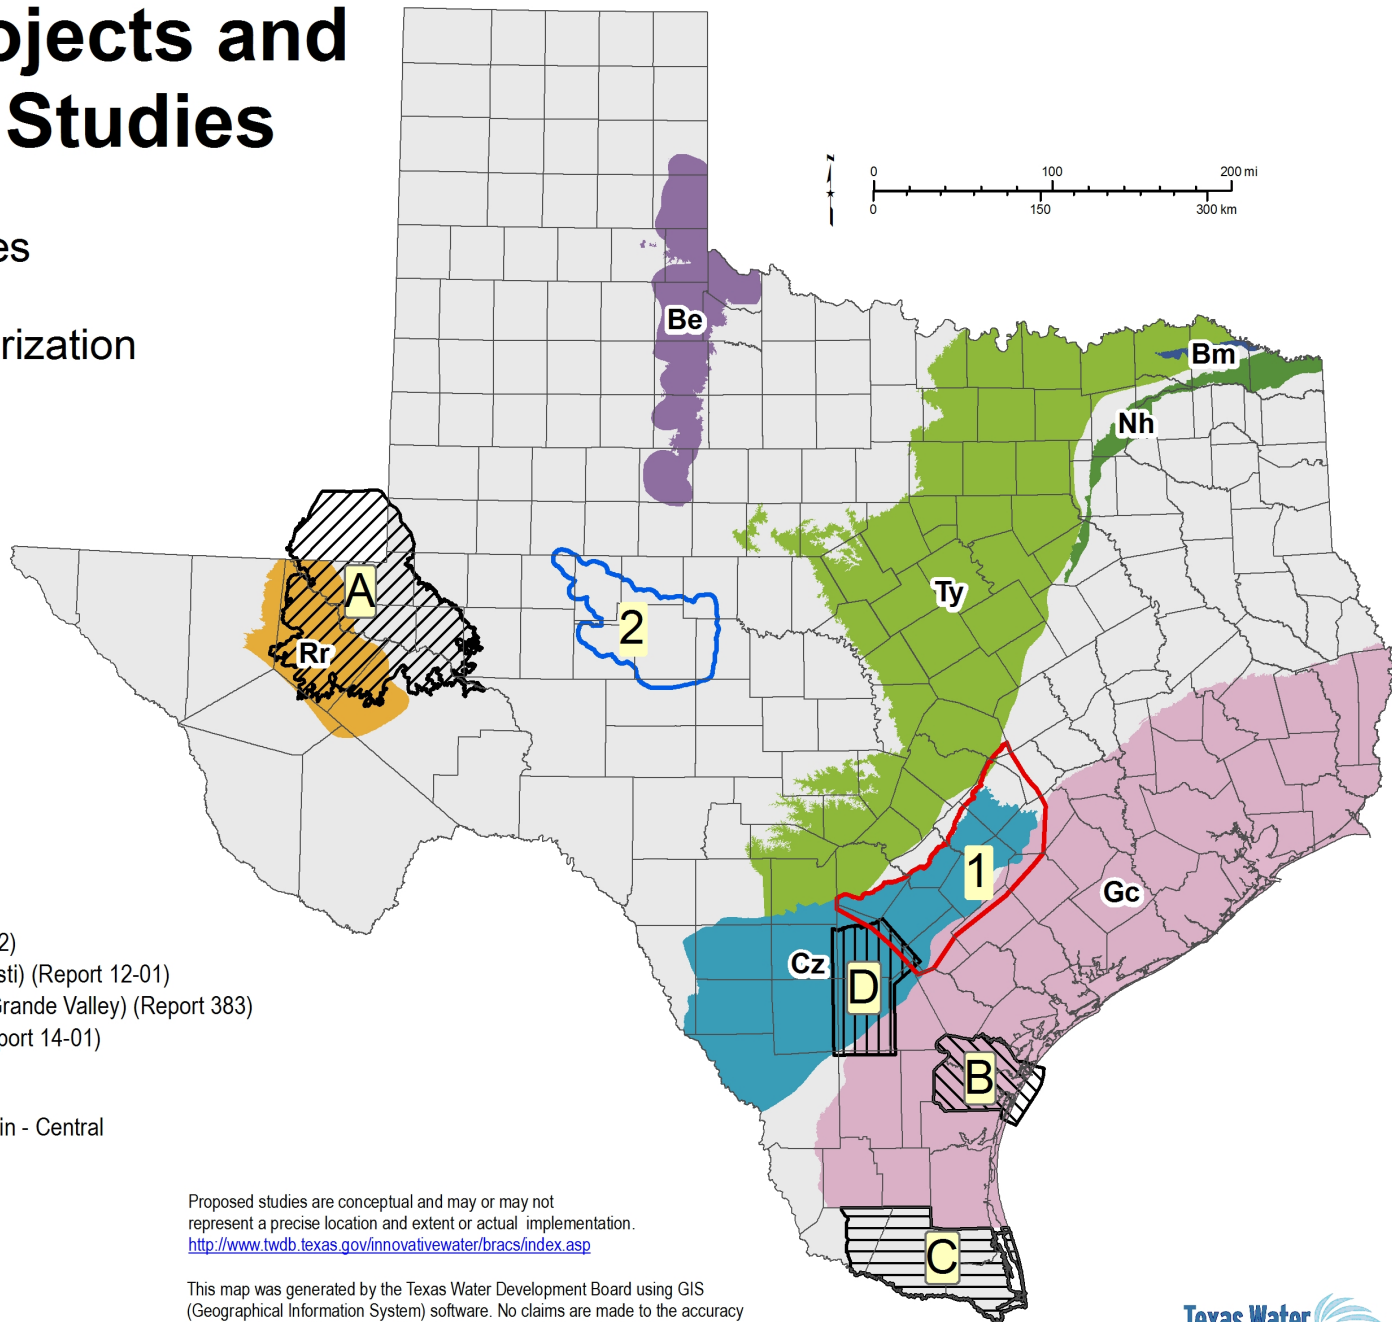 ojects and
Studies
es
rization
N
0 100 200 mi
0 150 300 km
Be
Bm
Nh
A
Rr
2
Ty
1
Gc
Cz
D
B
C
2)
sti) (Report 12-01)
Grande Valley) (Report 383)
port 14-01)
in - Central
Proposed studies are conceptual and may or may not
represent a precise location and extent or actual implementation.
http://www.twdb.texas.gov/innovativewater/bracs/index.asp
This map was generated by the Texas Water Development Board using GIS
(Geographical Information System) software. No claims are made to the accuracy
Texas Water